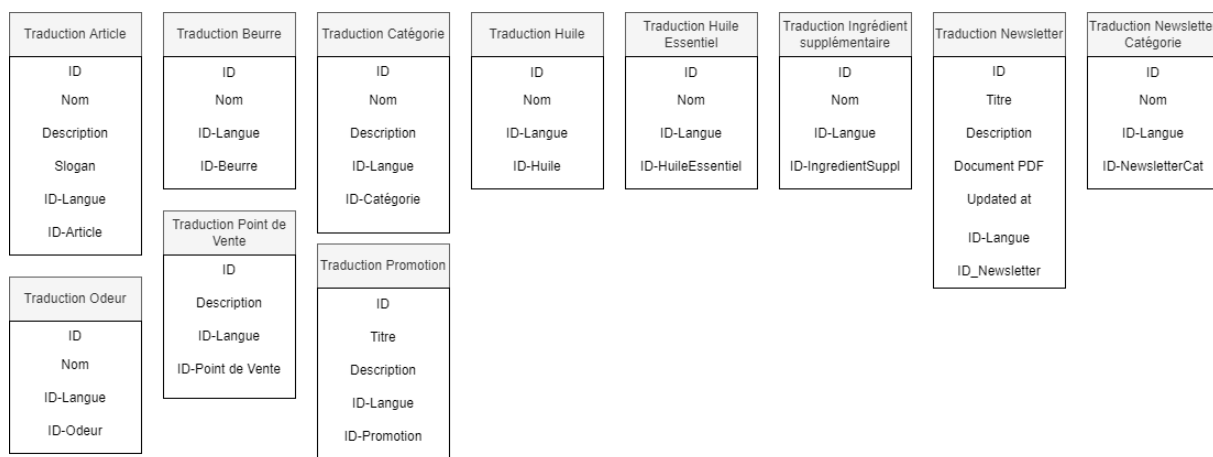 Traduction Article
ID
Nom
Description
Slogan
ID-Langue
ID-Article
Traduction Beurre
ID
Nom
ID-Langue
ID-Beurre
Traduction Catégorie
ID
Nom
Description
ID-Langue
ID-Catégorie
Traduction Huile
ID
Nom
ID-Langue
ID-Huile
Traduction Huile
Essentiel
ID
Nom
ID-Langue
ID-HuileEssentiel
Traduction Ingrédient
supplémentaire
ID
Nom
ID-Langue
ID-IngredientSuppl
Traduction Newsletter
ID
Titre
Description
Document PDF
Updated at
ID-Langue
ID_Newsletter
Traduction Newslette
Catégorie
ID
Nom
ID-Langue
ID-NewsletterCat
Traduction Odeur
ID
Nom
ID-Langue
ID-Odeur
Traduction Point de
Vente
ID
Description
ID-Langue
ID-Point de Vente
Traduction Promotion
ID
Titre
Description
ID-Langue
ID-Promotion